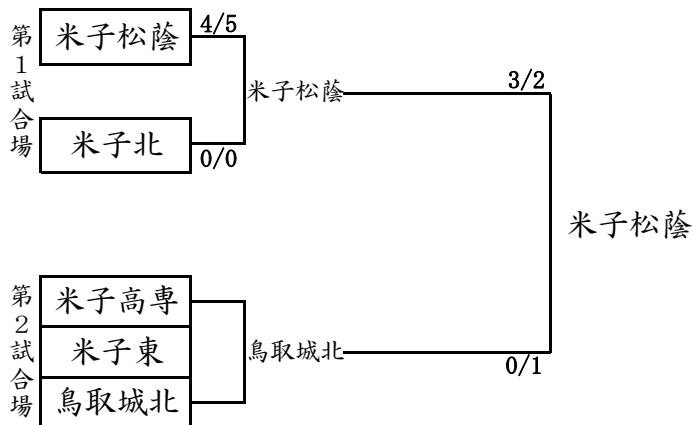 第1試合場
米子松蔭
4/5
米子松蔭
米子北
0/0
3/2
米子松蔭
第2試合場
米子高専
米子東
鳥取城北
鳥取城北
0/1